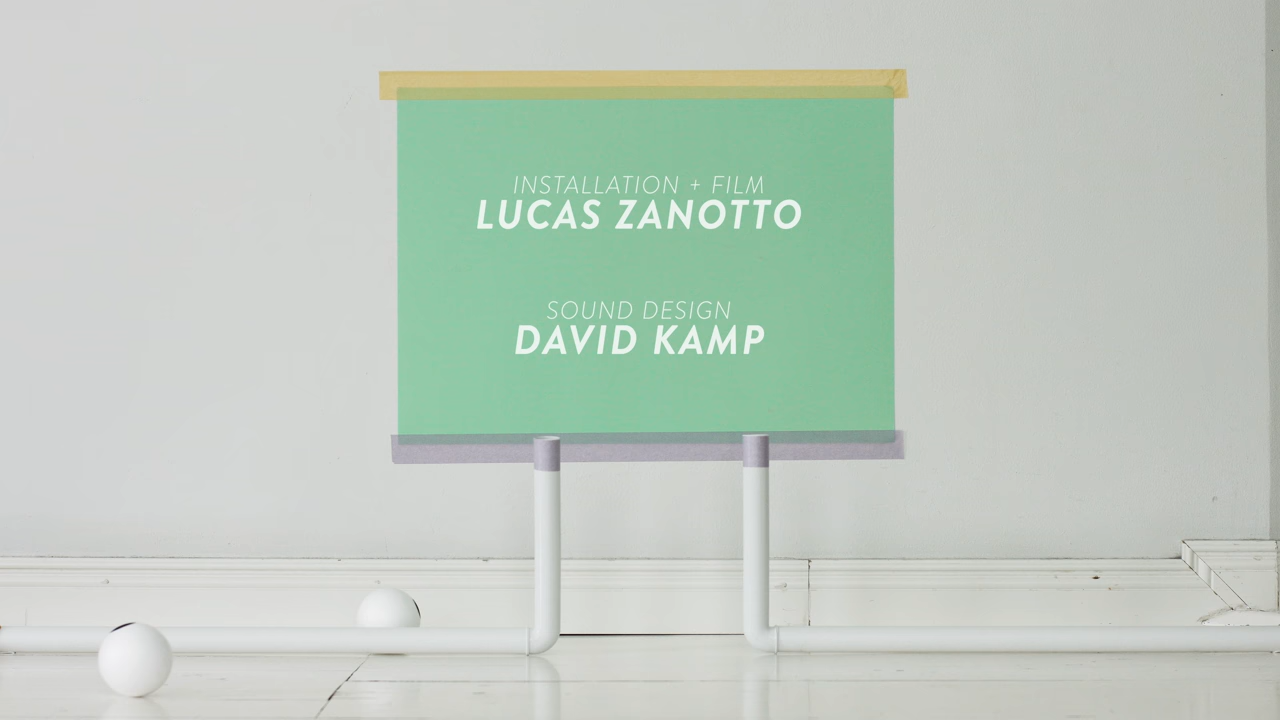 INSTALLATION + FILM
LUCAS ZANOTTO
SOUND DESIGN
DAVID KAMP